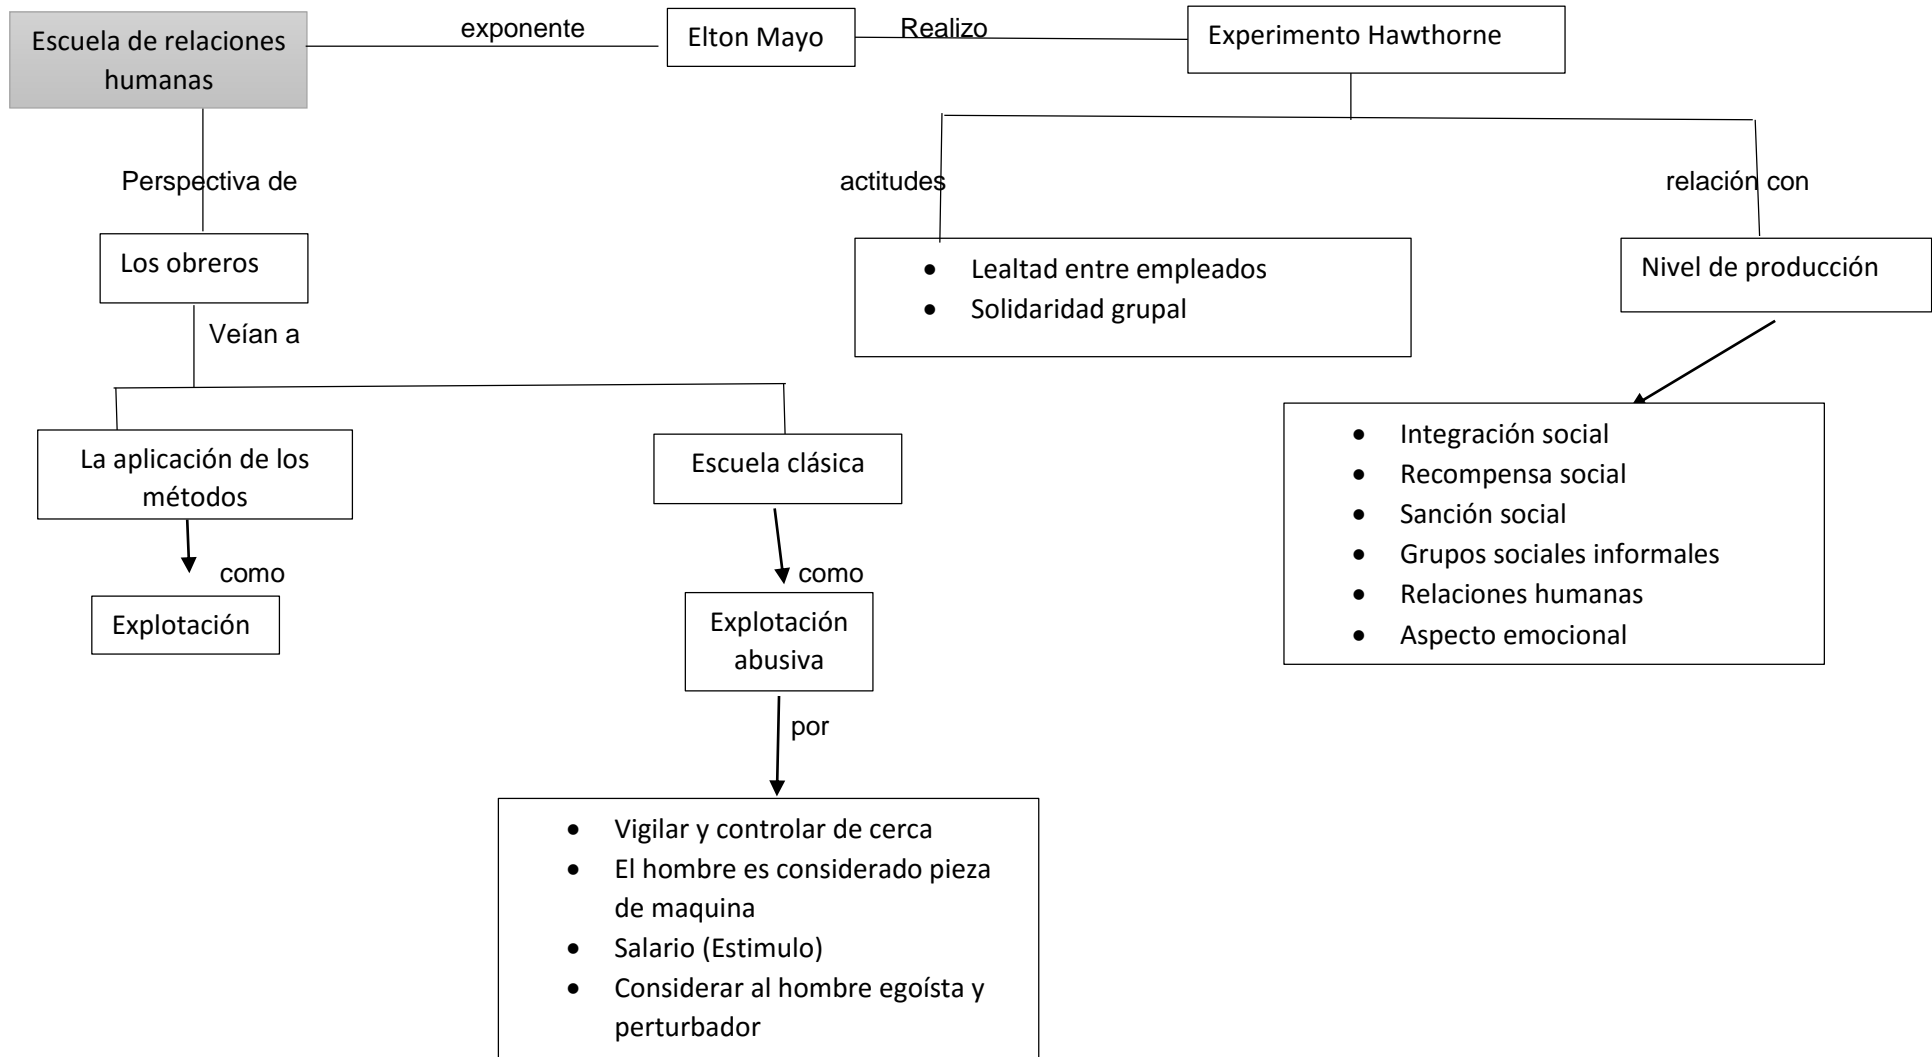 Escuela de relaciones
humanas
exponente
Elton Mayo
Realizo
Experimento Hawthorne
Perspectiva de
actitudes
relación con
Los obreros
• Lealtad entre empleados
• Solidaridad grupal
Nivel de producción
Veían a
La aplicación de los
métodos
Escuela clásica
• Integración social
• Recompensa social
• Sanción social
• Grupos sociales informales
• Relaciones humanas
• Aspecto emocional
como
como
Explotación
Explotación
abusiva
por
• Vigilar y controlar de cerca
• El hombre es considerado pieza
de maquina
• Salario (Estimulo)
• Considerar al hombre egoísta y
perturbador